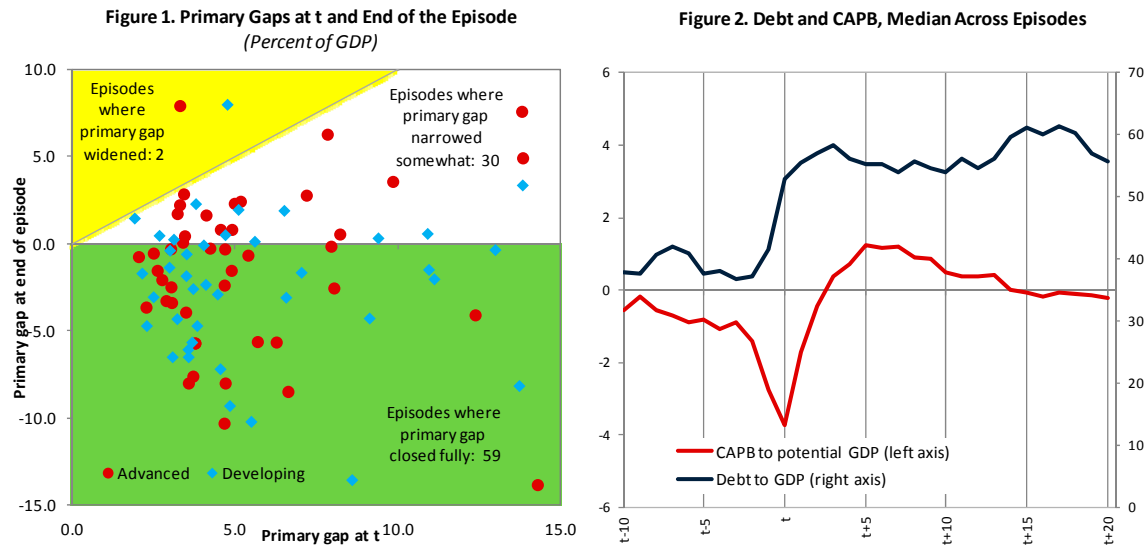 Figure 1. Primary Gaps at t and End of the Episode
(Percent of GDP)
10.0
5.0
0.0
-5.0
-10.0
-15.0
Primary gap at end of episode
Episodes
where
primary gap
widened: 2
Episodes where
primary gap
narrowed
somewhat: 30
Episodes where
primary gap
closed fully: 59
Advanced
Developing
0.0
5.0
10.0
15.0
Primary gap at t
Figure 2. Debt and CAPB, Median Across Episodes
6
4
2
0
-2
-4
-6
70
60
50
40
30
20
10
0
CAPB to potential GDP (left axis)
Debt to GDP (right axis)
t-10
t-5
t
t+5
t+10
t+15
t+20